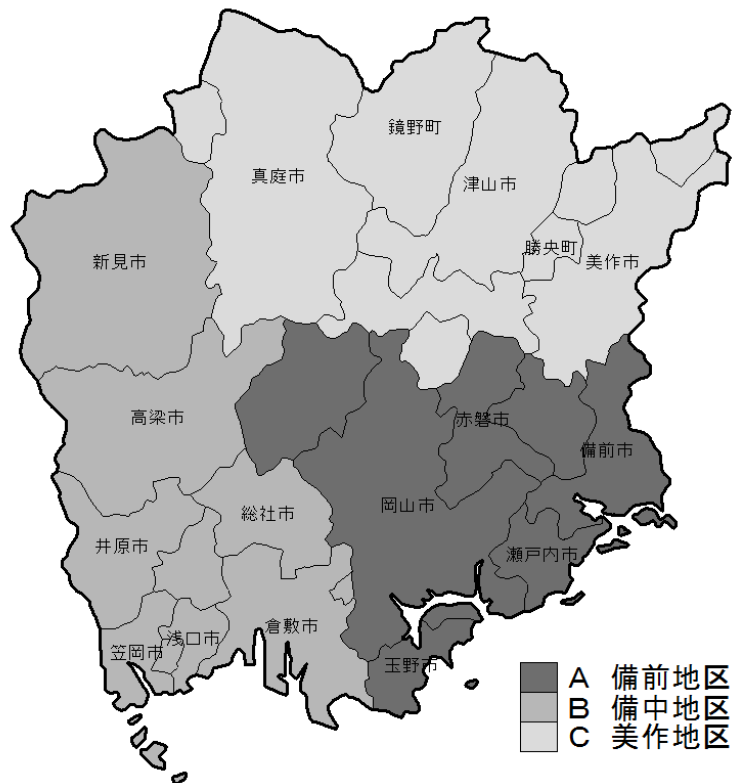 鏡野町
真庭市
津山市
勝央町
新見市
美作市
高梁市
赤磐市
備前市
総社市
岡山市
井原市
瀬戸内市
倉敷市
浅口市
笠岡市
玉野市
A 備前地区
B 備中地区
C 美作地区